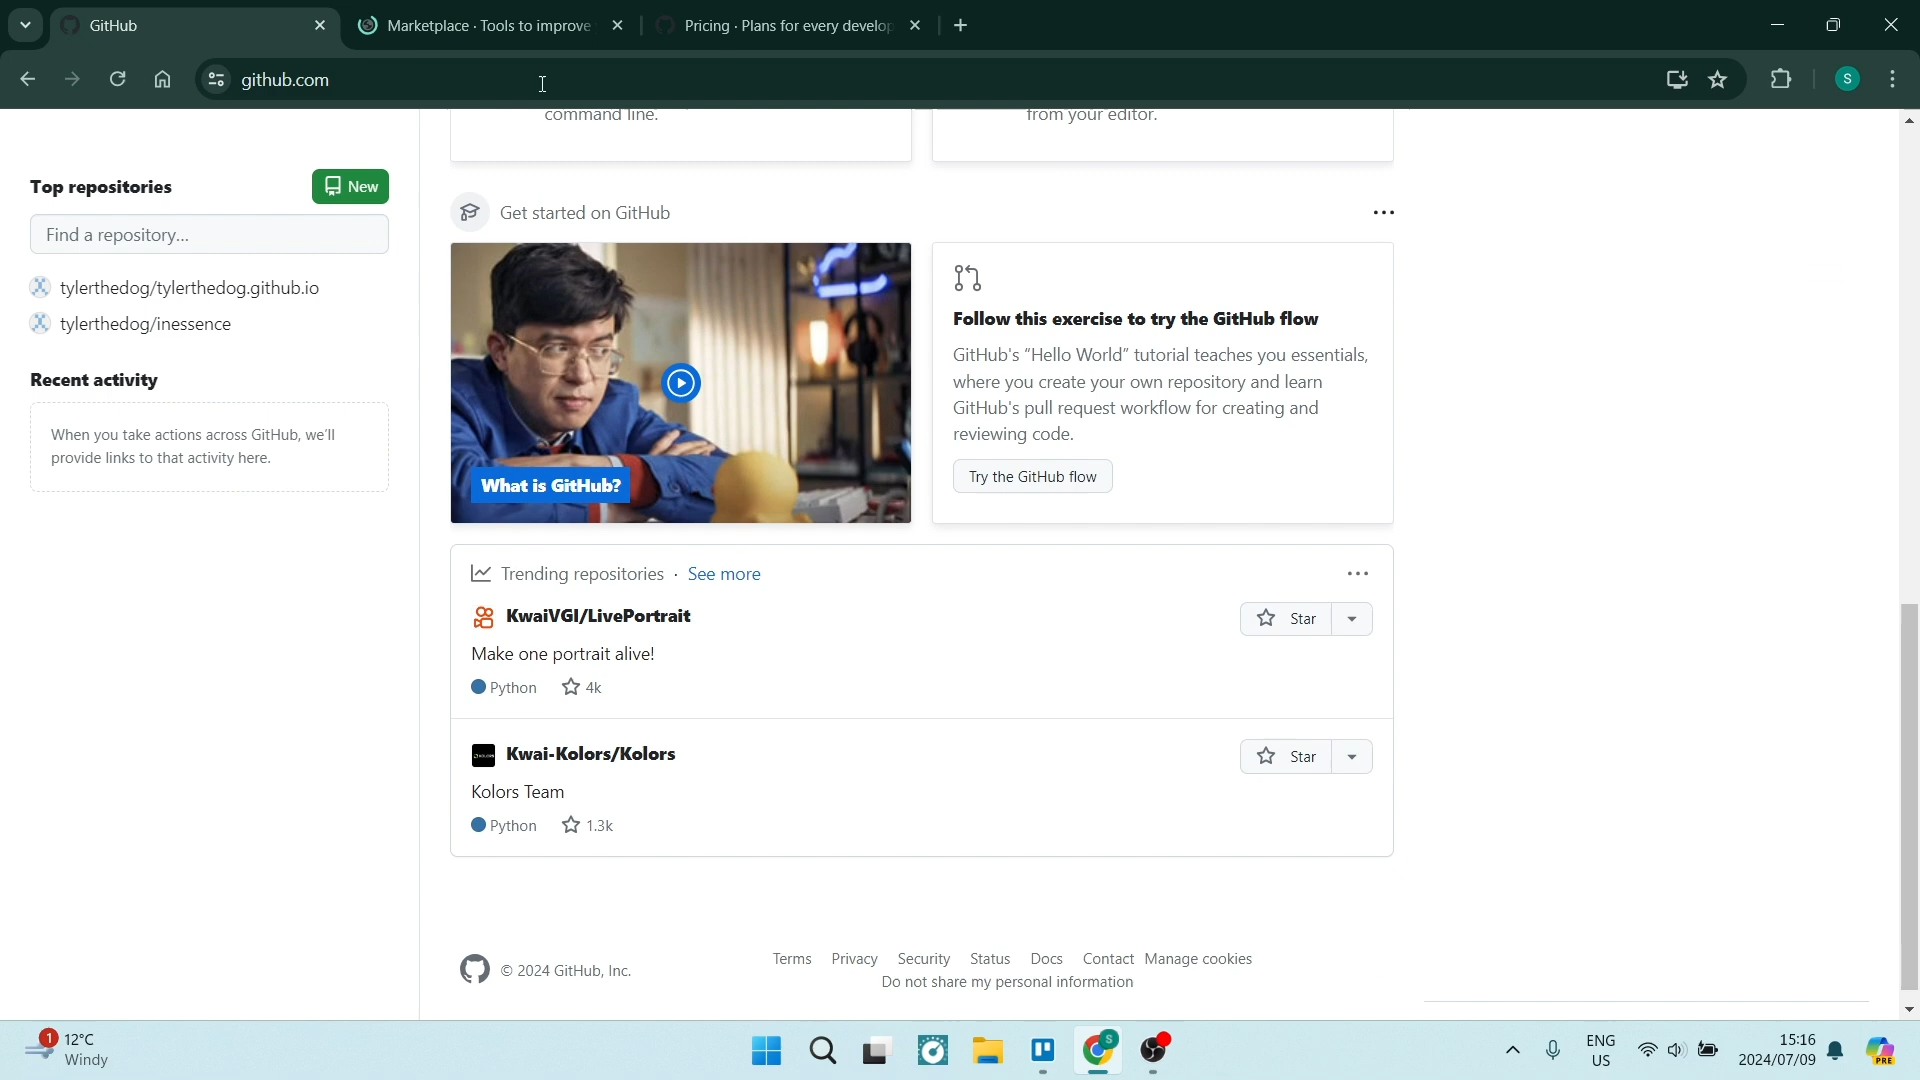 GitHub
Marketplace · Tools to improve
Pricing · Plans for every develop
github.com
S
command line.
from your editor.
Top repositories
New
Find a repository...
tylerthedog/tylerthedog.github.io
tylerthedog/inessence
Recent activity
When you take actions across GitHub, we'll
provide links to that activity here.
Get started on GitHub
What is GitHub?
Follow this exercise to try the GitHub flow
GitHub's "Hello World" tutorial teaches you essentials,
where you create your own repository and learn
GitHub's pull request workflow for creating and
reviewing code.
Try the GitHub flow
Trending repositories · See more
KwaiVGI/LivePortrait
Star
Make one portrait alive!
Python 4k
Kwai-Kolors/Kolors
Star
Kolors Team
Python 1.3k
© 2024 GitHub, Inc.
Terms Privacy Security Status Docs Contact Manage cookies
Do not share my personal information
1
12°C
Windy
S
ENG
US
15:16
2024/07/09
PRE